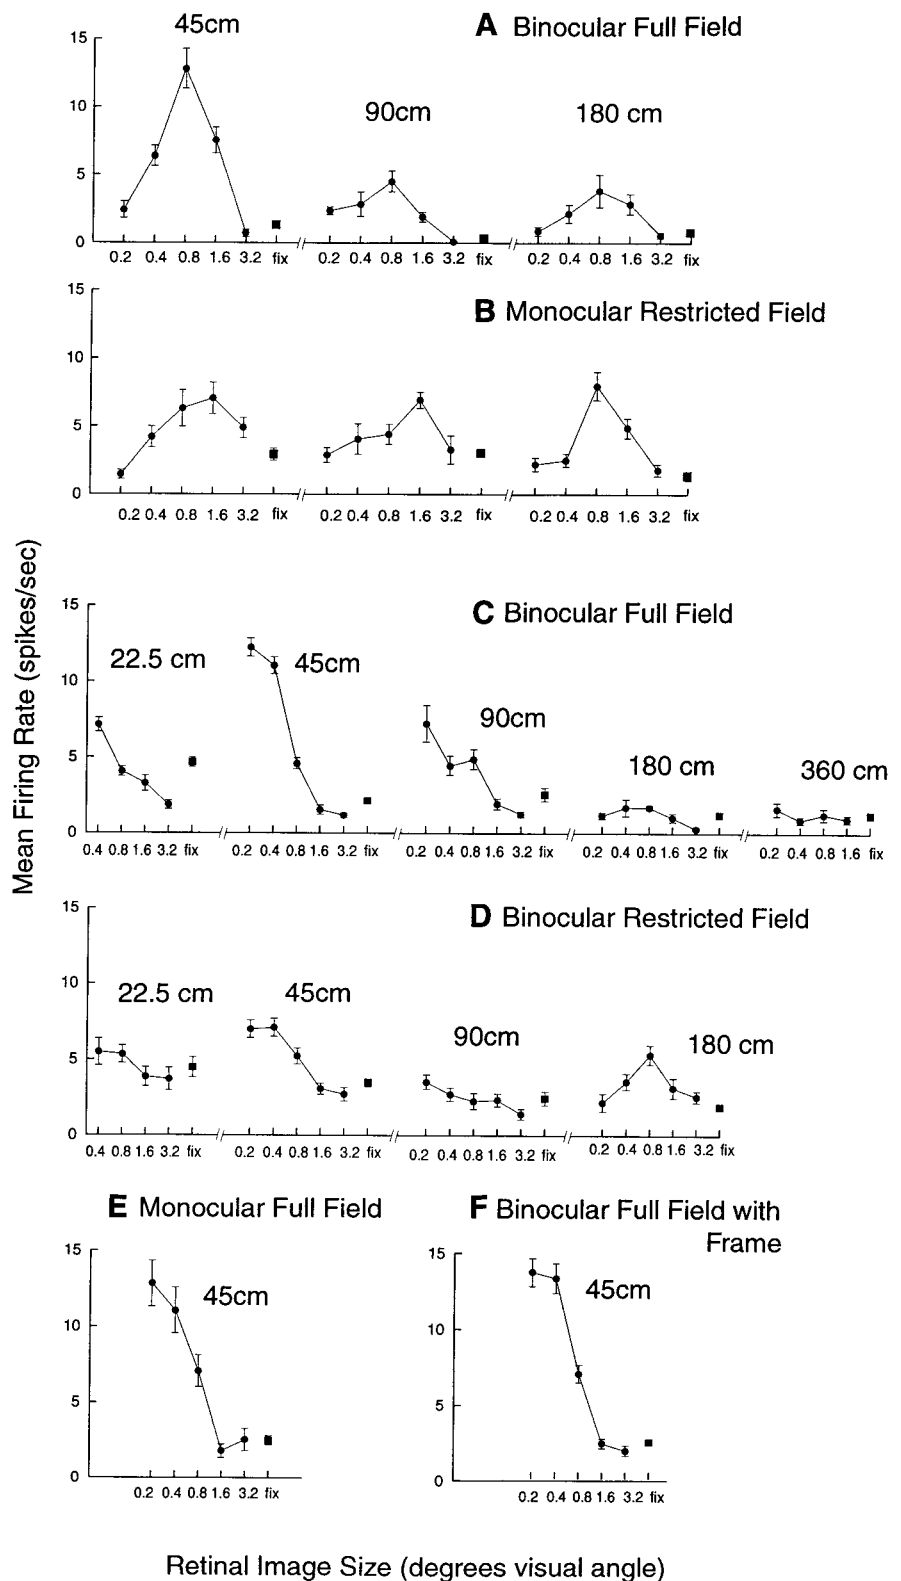 45cm
A Binocular Full Field
15
10
5
0
90cm
180 cm
0.2 0.4 0.8 1.6 3.2 fix 0.2 0.4 0.8 1.6 3.2 fix 0.2 0.4 0.8 1.6 3.2 fix
B Monocular Restricted Field
15
10
5
0
0.2 0.4 0.8 1.6 3.2 fix 0.2 0.4 0.8 1.6 3.2 fix 0.2 0.4 0.8 1.6 3.2 fix
Mean Firing Rate (spikes/sec)
C Binocular Full Field
15
10
5
0
22.5 cm
45cm
90cm
180 cm
360 cm
0.4 0.8 1.6 3.2 fix 0.2 0.4 0.8 1.6 3.2 fix 0.2 0.4 0.8 1.6 3.2 fix 0.2 0.4 0.8 1.6 3.2 fix 0.2 0.4 0.8 1.6 fix
D Binocular Restricted Field
15
10
5
0
22.5 cm
45cm
90cm
180 cm
0.4 0.8 1.6 3.2 fix 0.2 0.4 0.8 1.6 3.2 fix 0.2 0.4 0.8 1.6 3.2 fix 0.2 0.4 0.8 1.6 3.2 fix
E Monocular Full Field
15
10
5
0
45cm
0.2 0.4 0.8 1.6 3.2 fix
F Binocular Full Field with
Frame
15
10
5
0
45cm
0.2 0.4 0.8 1.6 3.2 fix
Retinal Image Size (degrees visual angle)